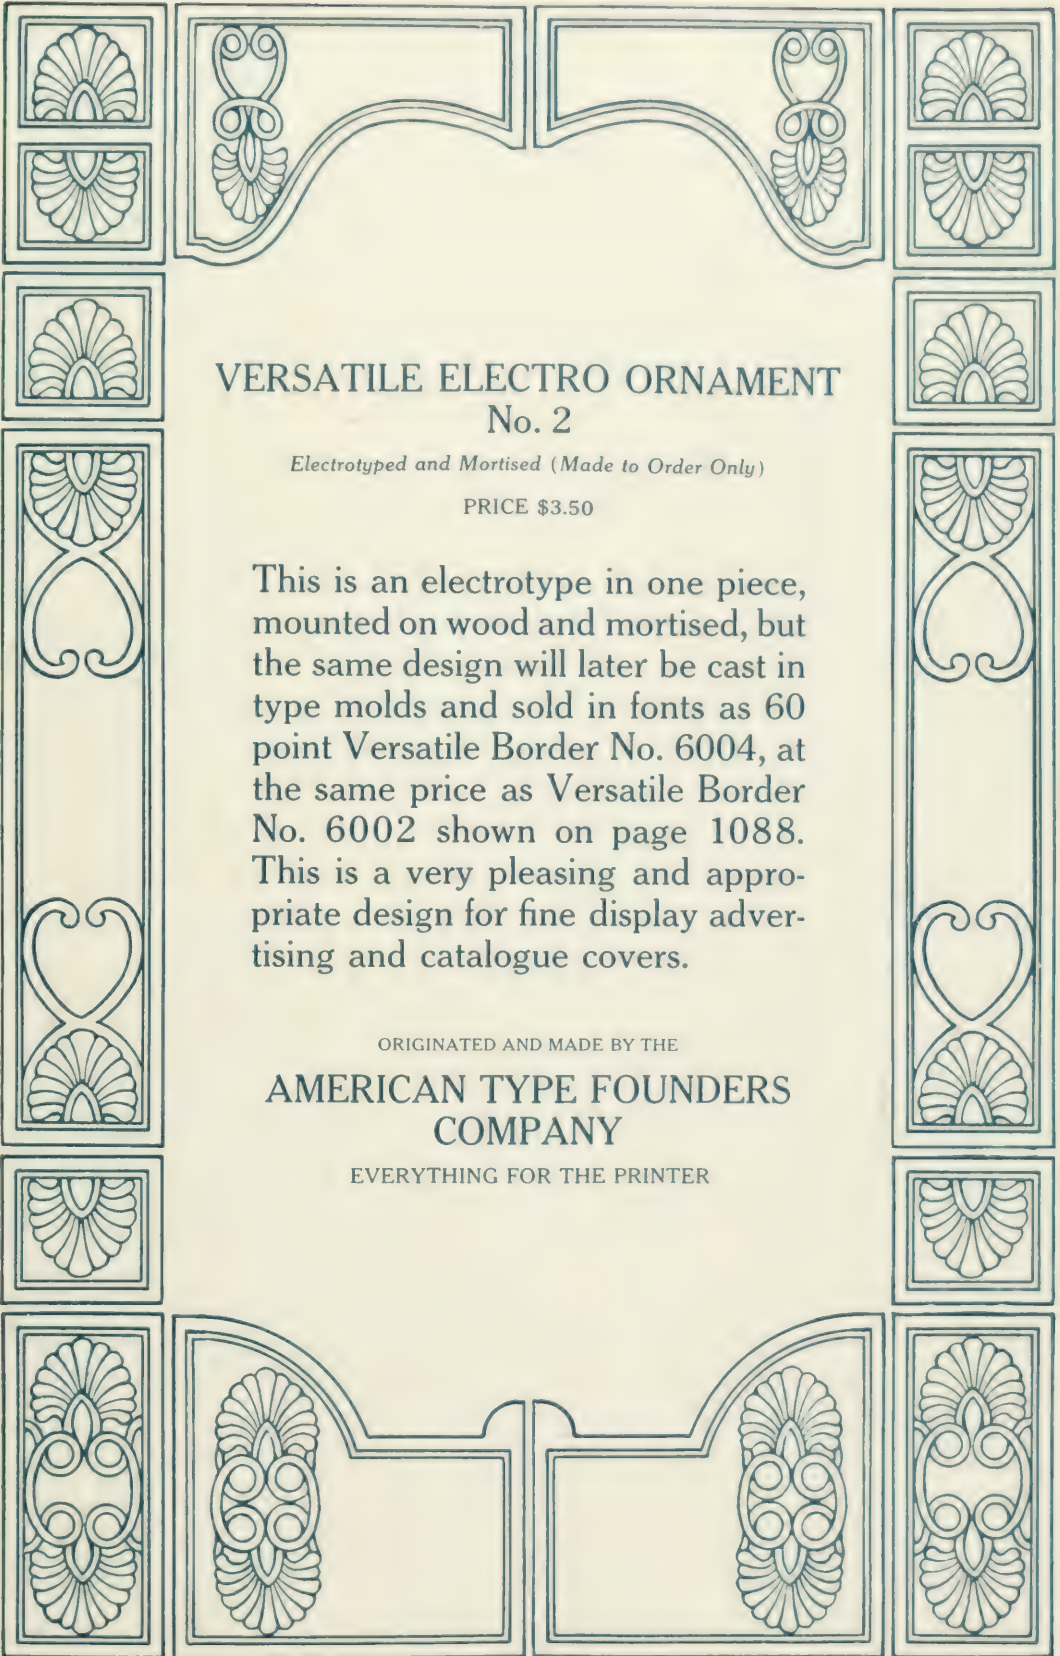 VERSATILE ELECTRO ORNAMENT
No. 2
Electrotyped and Mortised (Made to Order Only)
PRICE $3.50
This is an electrotype in one piece,
mounted on wood and mortised, but
the same design will later be cast in
type molds and sold in fonts as 60
point Versatile Border No. 6004, at
the same price as Versatile Border
No. 6002 shown on page 1088.
This is a very pleasing and appro-
priate design for fine display adver-
tising and catalogue covers.
ORIGINATED AND MADE BY THE
AMERICAN TYPE FOUNDERS
COMPANY
EVERYTHING FOR THE PRINTER